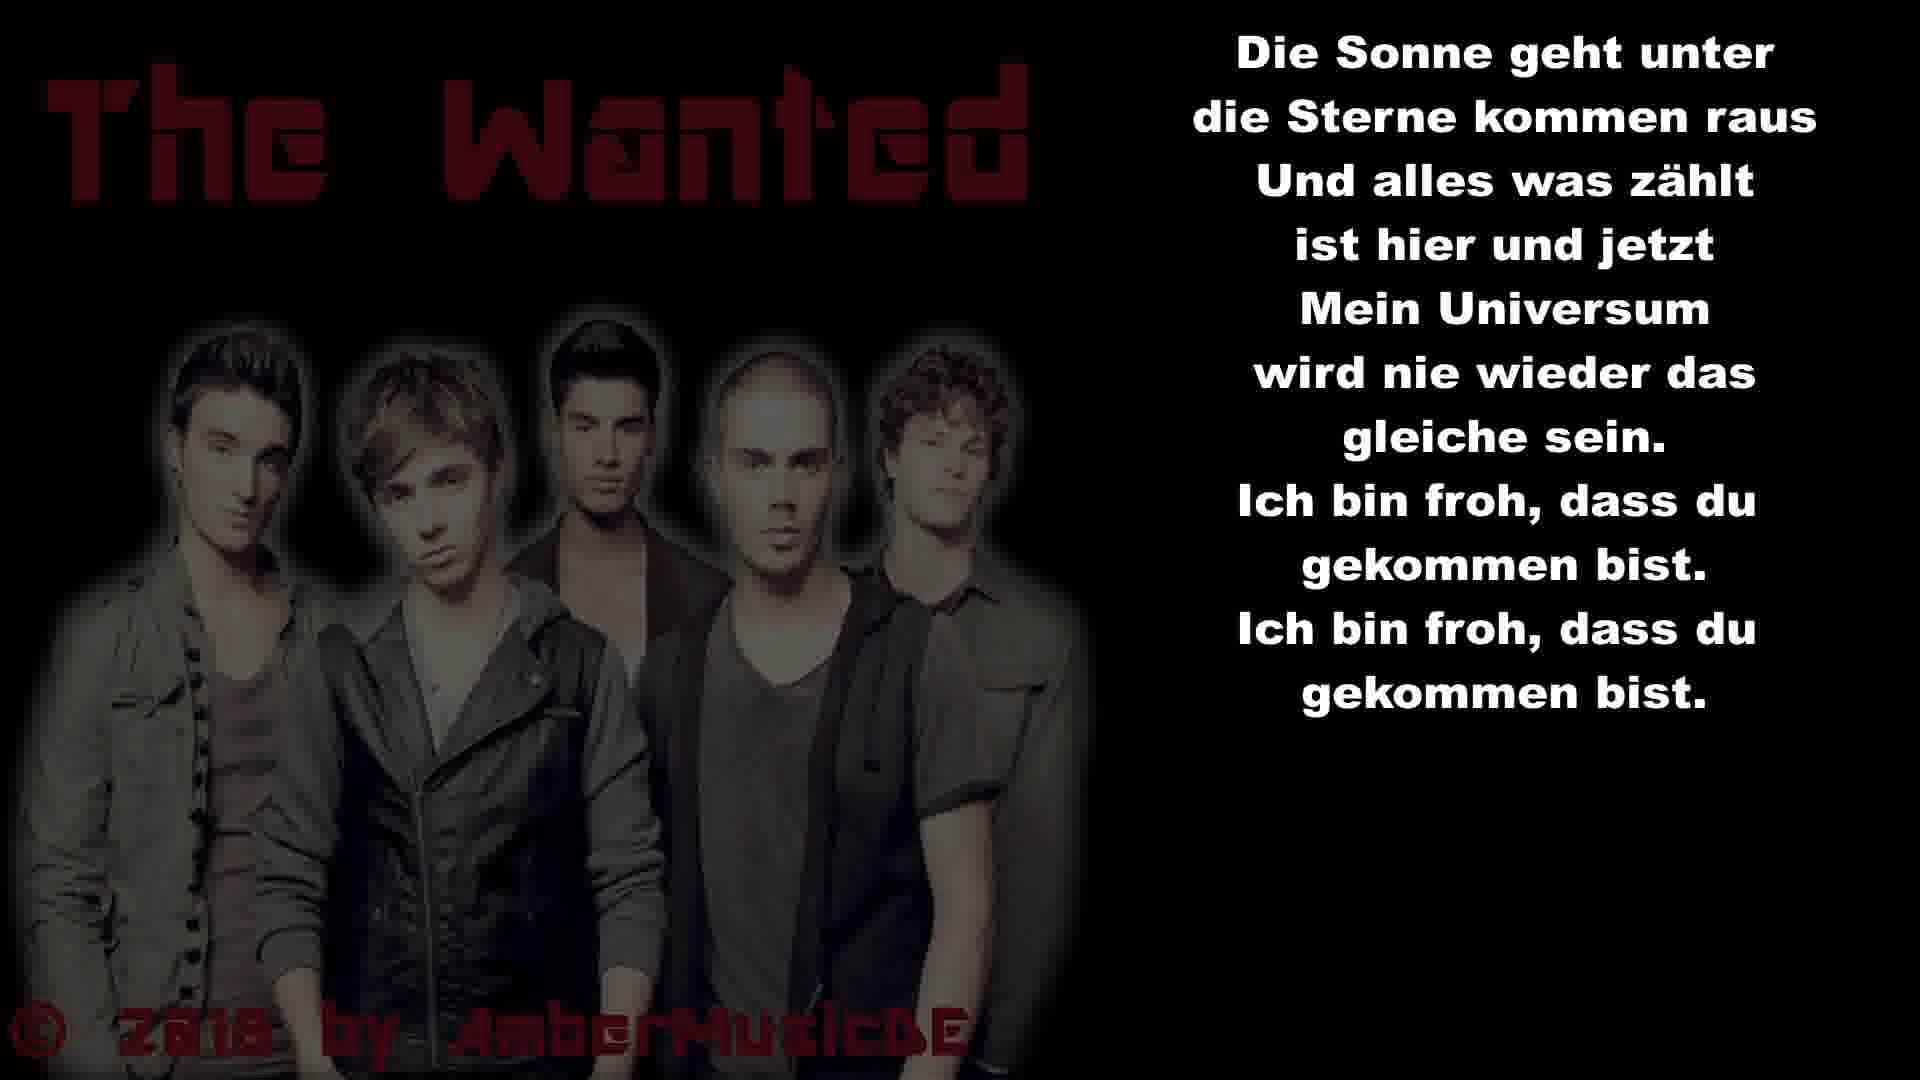 The Wanted
Die Sonne geht unter
die Sterne kommen raus
Und alles was zählt
ist hier und jetzt
Mein Universum
wird nie wieder das
gleiche sein.
Ich bin froh, dass du
gekommen bist.
Ich bin froh, dass du
gekommen bist.
© 2018 by AmberMuzicDE